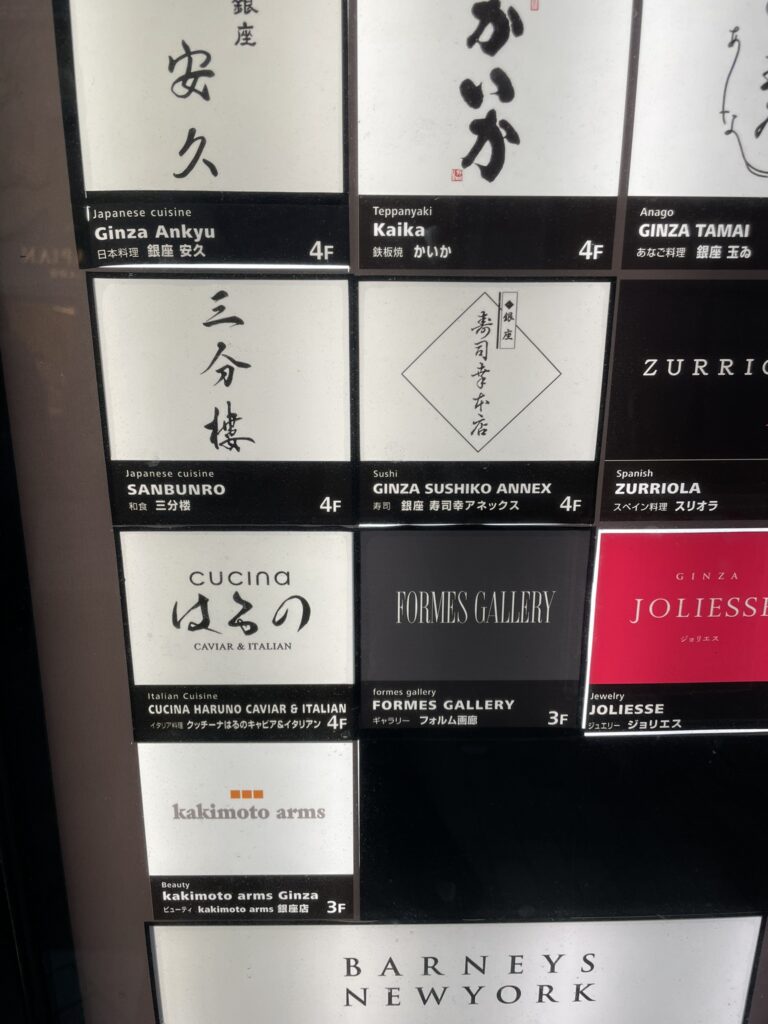 銀座
安久
Japanese cuisine
Ginza Ankyu
日本料理 銀座 安久 4F
かいか
Teppanyaki
Kaika
鉄板焼 かいか 4F
あなご
Anago
GINZA TAMAI
あなご料理 銀座 玉ゐ
三分樓
Japanese cuisine
SANBUNRO
和食 三分楼 4F
◆銀座
寿司幸本店
Sushi
GINZA SUSHIKO ANNEX
寿司 銀座 寿司幸アネックス 4F
ZURRIO
Spanish
ZURRIOLA
スペイン料理 スリオラ
cucina
はるの
CAVIAR & ITALIAN
Italian Cuisine
CUCINA HARUNO CAVIAR & ITALIAN
イタリア料理 クッチーナはるのキャビア&イタリアン 4F
FORMES GALLERY
formes gallery
FORMES GALLERY
ギャラリー フォルム画廊 3F
GINZA
JOLIESSE
ジョリエス
Jewelry
JOLIESSE
ジュエリー ジョリエス
kakimoto arms
Beauty
kakimoto arms Ginza
ビューティ kakimoto arms 銀座店 3F
BARNEYS
NEWYORK